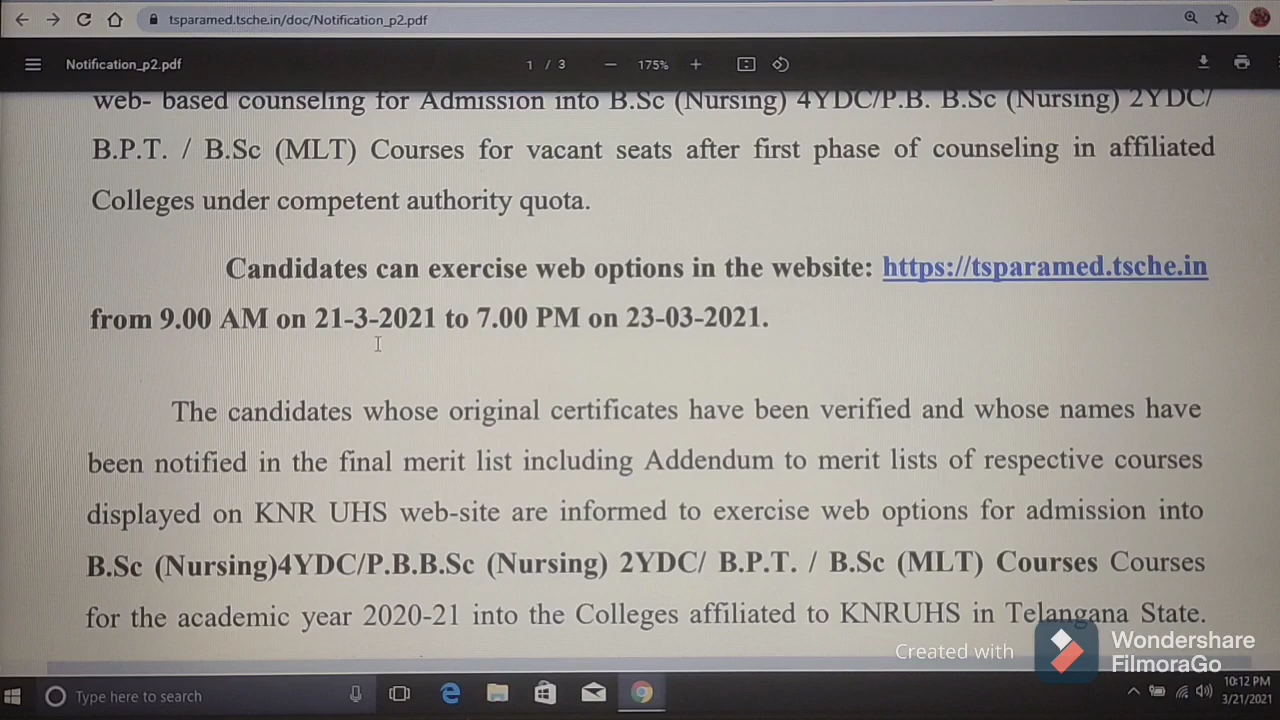 tsparamed.tsche.in/doc/Notification_p2.pdf
Notification_p2.pdf
1 / 3
175%
web- based counseling for Admission into B.Sc (Nursing) 4YDC/P.B. B.Sc (Nursing) 2YDC/
B.P.T. / B.Sc (MLT) Courses for vacant seats after first phase of counseling in affiliated
Colleges under competent authority quota.
Candidates can exercise web options in the website: https://tsparamed.tsche.in
from 9.00 AM on 21-3-2021 to 7.00 PM on 23-03-2021.
The candidates whose original certificates have been verified and whose names have
been notified in the final merit list including Addendum to merit lists of respective courses
displayed on KNR UHS web-site are informed to exercise web options for admission into
B.Sc (Nursing)4YDC/P.B.B.Sc (Nursing) 2YDC/ B.P.T. / B.Sc (MLT) Courses Courses
for the academic year 2020-21 into the Colleges affiliated to KNRUHS in Telangana State.
Created with
Wondershare
FilmoraGo
Type here to search
10:12 PM
3/21/2021